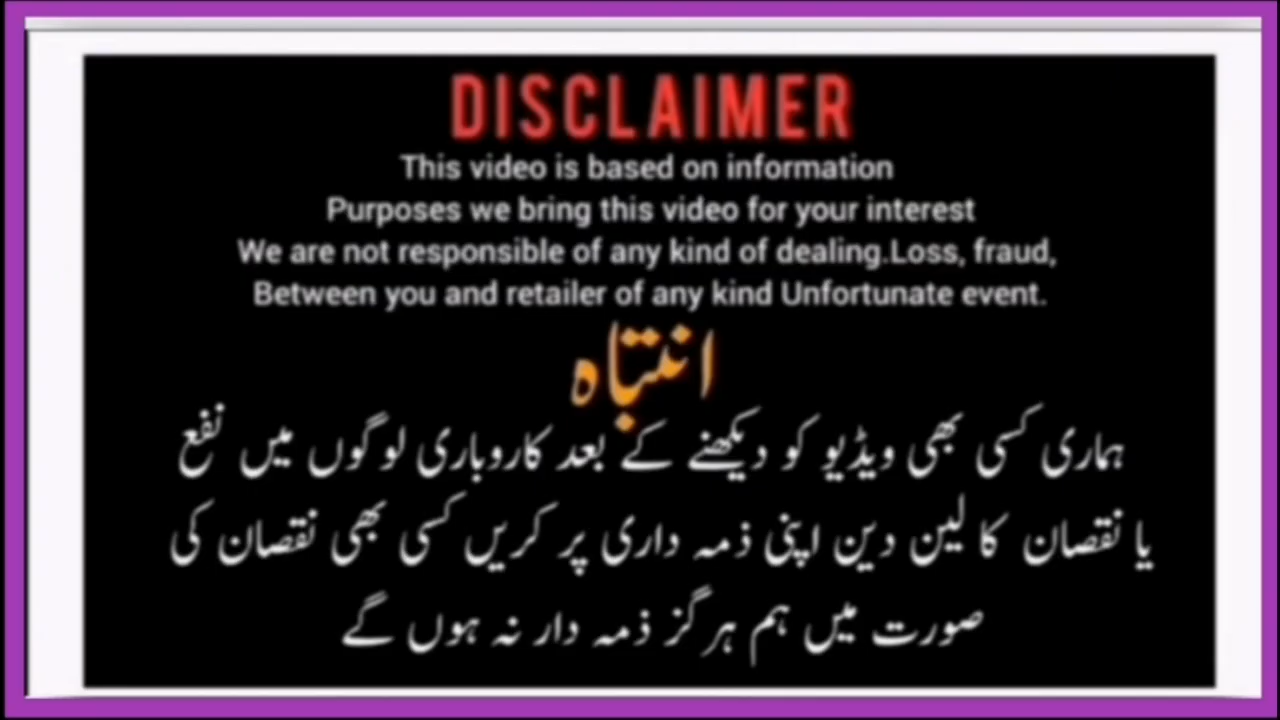 DISCLAIMER
This video is based on information
Purposes we bring this video for your interest
We are not responsible of any kind of dealing.Loss, fraud,
Between you and retailer of any kind Unfortunate event.
انتباہ
ہماری کسی بھی ویڈیو کو دیکھنے کے بعد کاروباری لوگوں میں نفع
یا نقصان کا لین دین اپنی ذمہ داری پر کریں کسی بھی نقصان کی
صورت میں ہم ہرگز ذمہ دار نہ ہوں گے